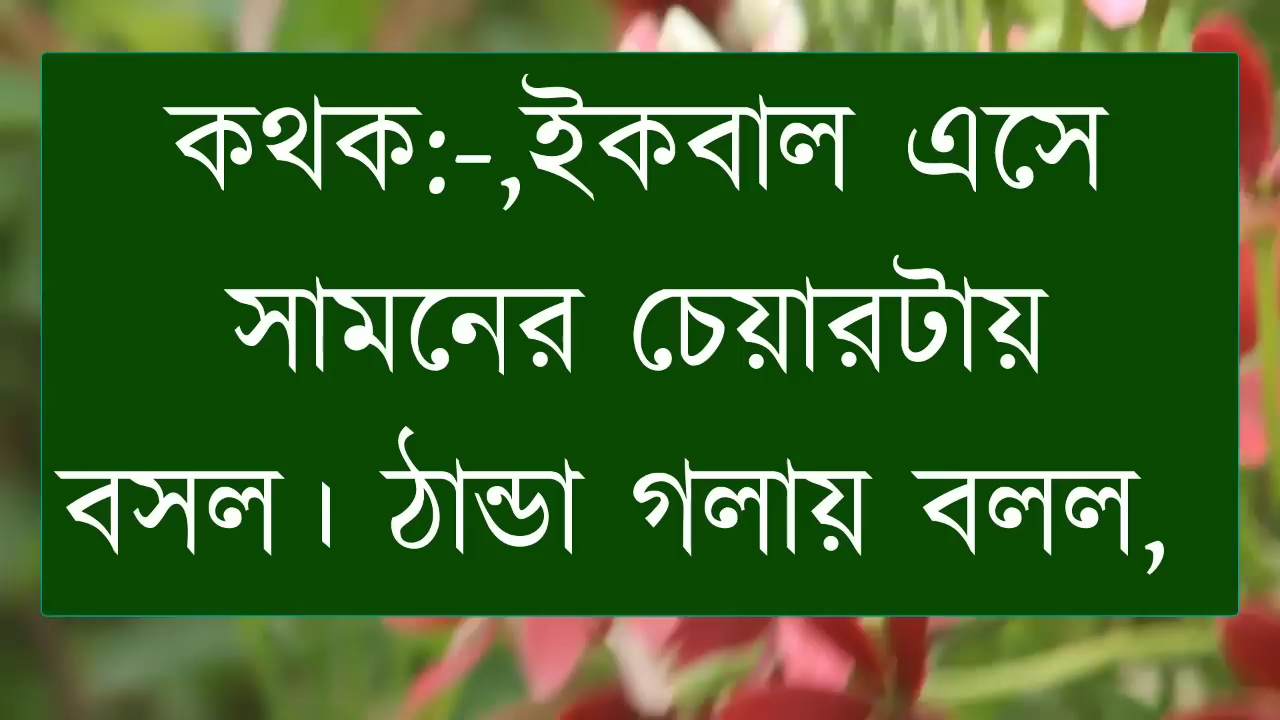 কথক:-,ইকবাল এসে
সামনের চেয়ারটায়
বসল। ঠান্ডা গলায় বলল,